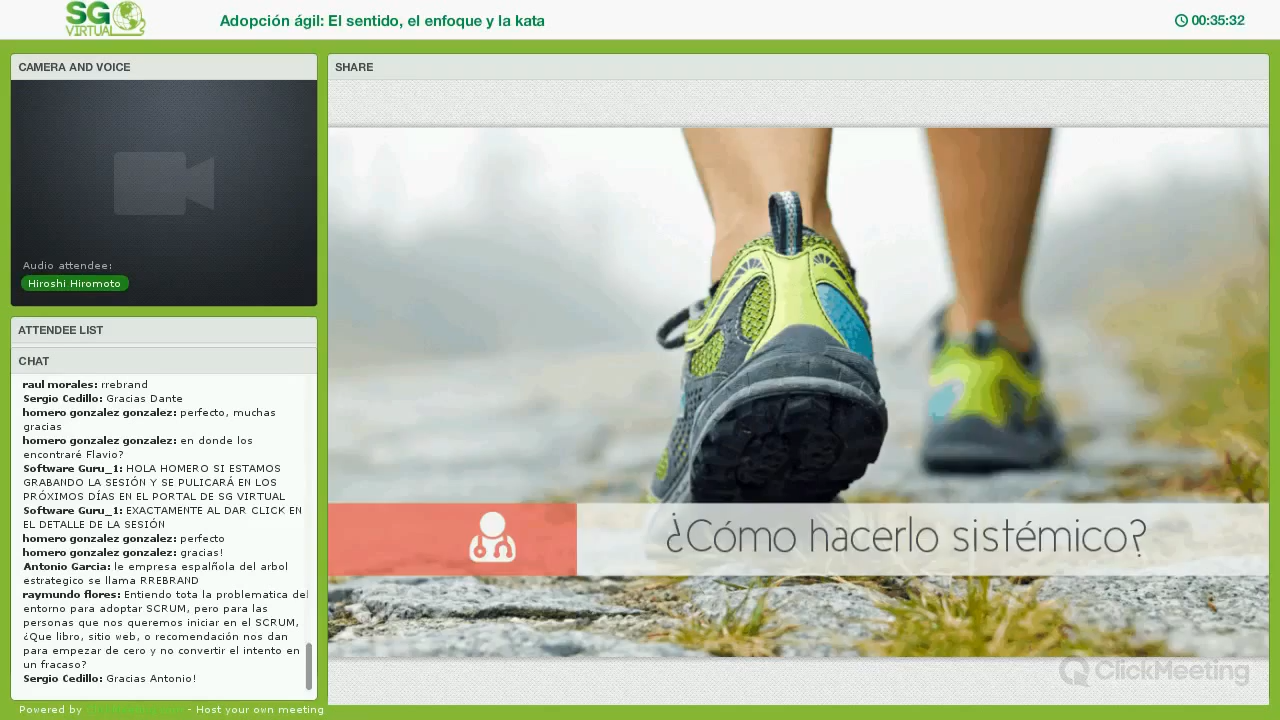 SG
VIRTUAL
Adopción ágil: El sentido, el enfoque y la kata
00:35:32
CAMERA AND VOICE
Audio attendee:
Hiroshi Hiromoto
ATTENDEE LIST
CHAT
raul morales: rrebrand
Sergio Cedillo: Gracias Dante
homero gonzalez gonzalez: perfecto, muchas
gracias
homero gonzalez gonzalez: en donde los
encontraré Flavio?
Software Guru_1: HOLA HOMERO SI ESTAMOS
GRABANDO LA SESIÓN Y SE PULICARÁ EN LOS
PRÓXIMOS DÍAS EN EL PORTAL DE SG VIRTUAL
Software Guru_1: EXACTAMENTE AL DAR CLICK EN
EL DETALLE DE LA SESIÓN
homero gonzalez gonzalez: perfecto
homero gonzalez gonzalez: gracias!
Antonio Garcia: le empresa espalñola del arbol
estrategico se llama RREBRAND
raymundo flores: Entiendo tota la problematica del
entorno para adoptar SCRUM, pero para las
personas que nos queremos iniciar en el SCRUM,
¿Que libro, sitio web, o recomendación nos dan
para empezar de cero y no convertir el intento en
un fracaso?
Sergio Cedillo: Gracias Antonio!
Powered by - Host your own meeting
SHARE
¿Cómo hacerlo sistémico?
ClickMeeting